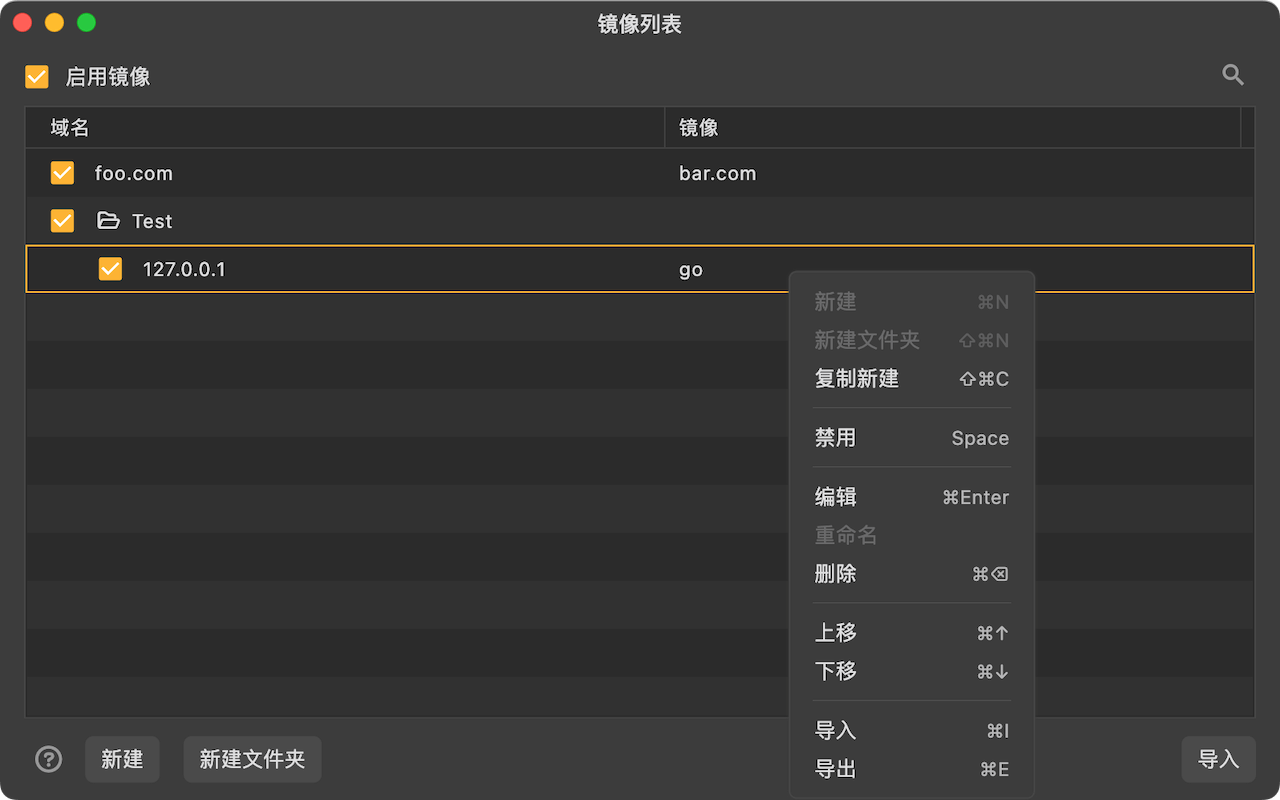 镜像列表
启用镜像
域名 镜像
foo.com bar.com
Test
127.0.0.1 go
新建 ⌘N
新建文件夹 ⇧⌘N
复制新建 ⇧⌘C
禁用 Space
编辑 ⌘Enter
重命名
删除 ⌘⌫
上移 ⌘↑
下移 ⌘↓
导入 ⌘I
导出 ⌘E
? 新建 新建文件夹 导入